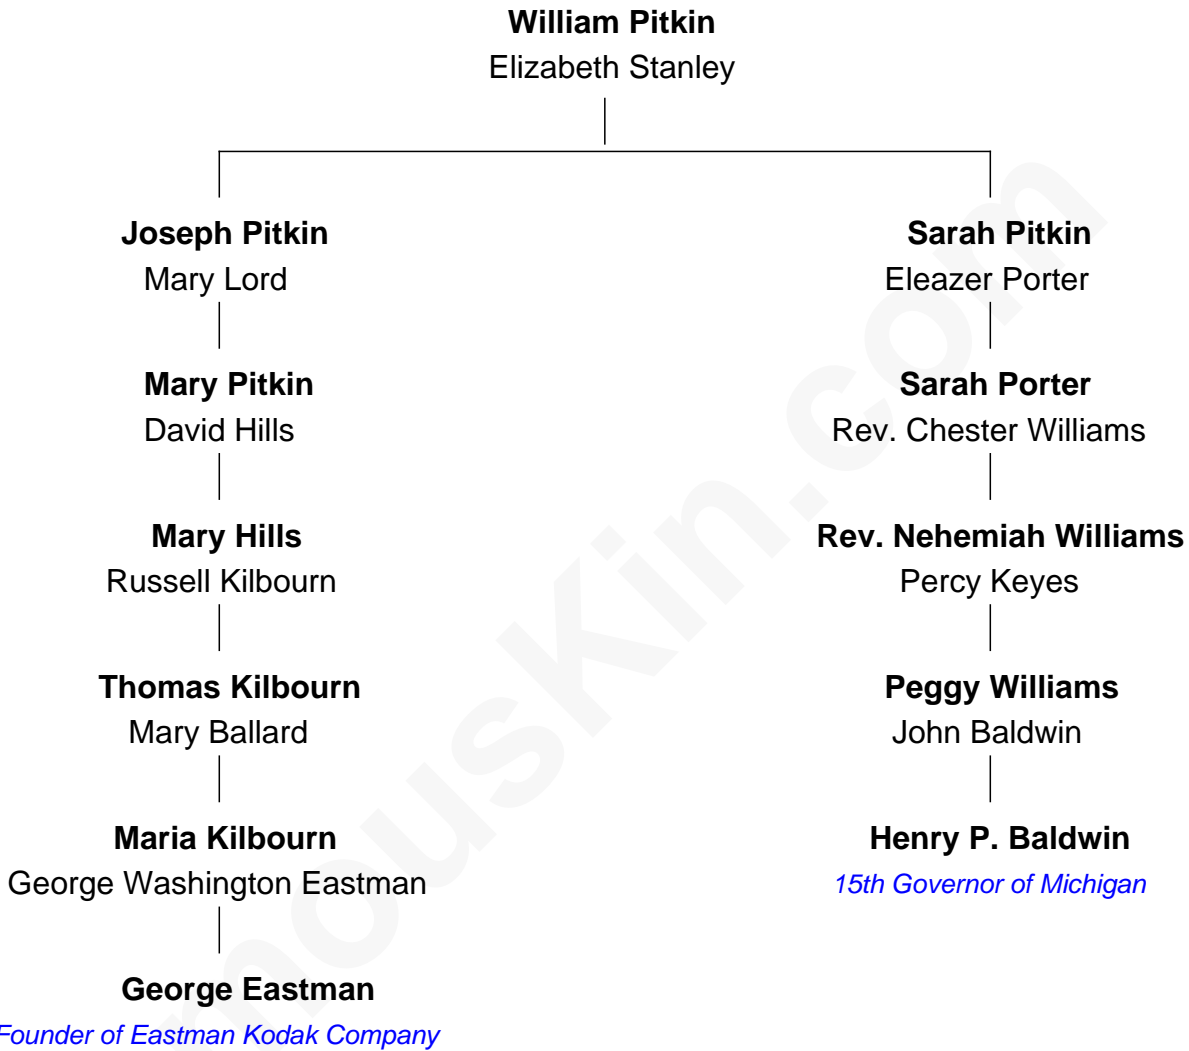 William Pitkin
Elizabeth Stanley
Joseph Pitkin
Mary Lord
Sarah Pitkin
Eleazer Porter
Mary Pitkin
David Hills
Sarah Porter
Rev. Chester Williams
Mary Hills
Russell Kilbourn
Rev. Nehemiah Williams
Percy Keyes
Thomas Kilbourn
Mary Ballard
Peggy Williams
John Baldwin
Maria Kilbourn
George Washington Eastman
Henry P. Baldwin
15th Governor of Michigan
George Eastman
Founder of Eastman Kodak Company
mousKin.com